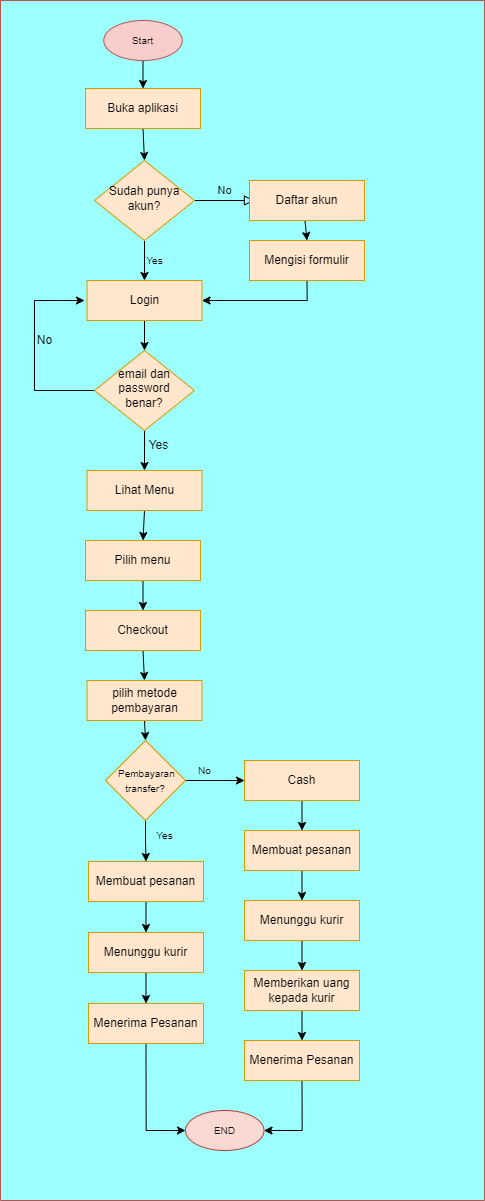 Start
Buka aplikasi
Sudah punya
akun?
No
Daftar akun
Mengisi formulir
Yes
Login
No
email dan
password
benar?
Yes
Lihat Menu
Pilih menu
Checkout
pilih metode
pembayaran
Pembayaran
transfer?
No
Cash
Yes
Membuat pesanan
Membuat pesanan
Menunggu kurir
Menunggu kurir
Memberikan uang
kepada kurir
Menerima Pesanan
Menerima Pesanan
END